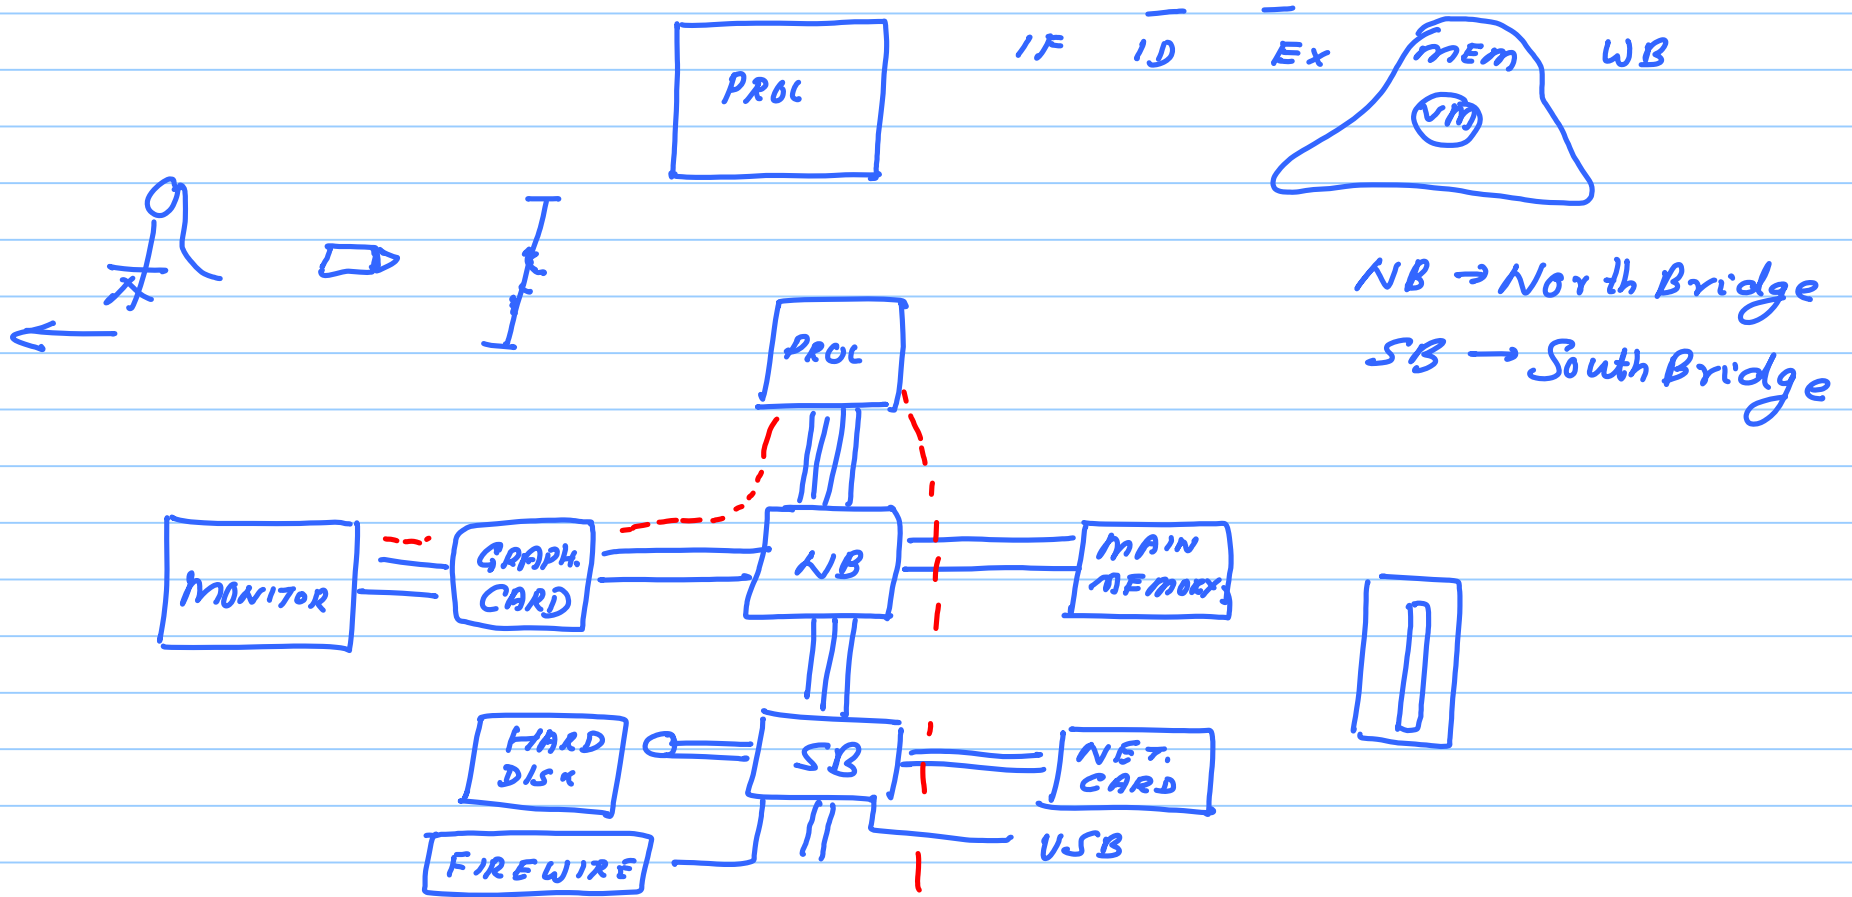 IF ID EX MEM WB
PROC
VM
NB → North Bridge
PROC
SB → South Bridge
MONITOR
GRAPH.
CARD
NB
MAIN
MEMORY
HARD
DISK
SB
NET.
CARD
USB
FIREWIRE